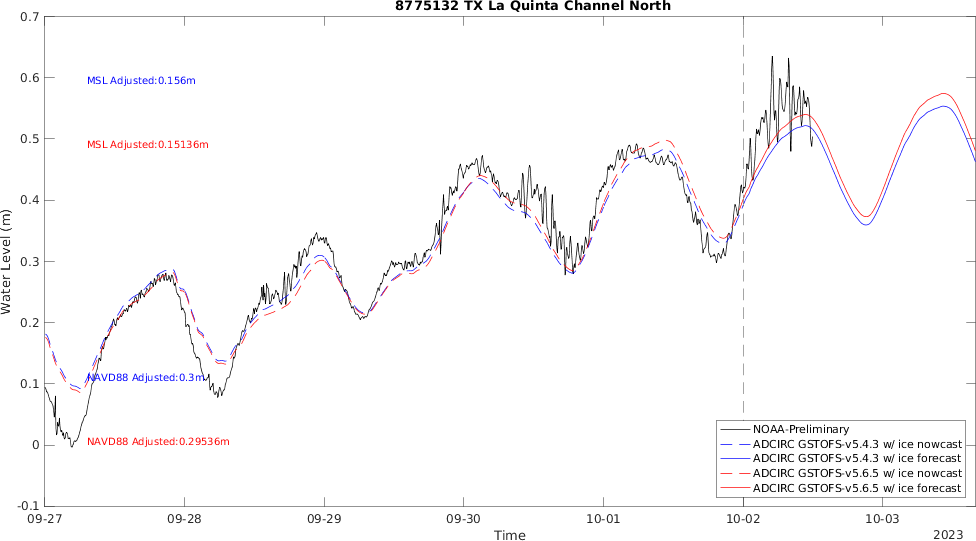 8775132 TX La Quinta Channel North
0.7
0.6
0.5
0.4
0.3
0.2
0.1
0
-0.1
Water Level (m)
MSL Adjusted:0.156m
MSL Adjusted:0.15136m
NAVD88 Adjusted:0.3m
NAVD88 Adjusted:0.29536m
NOAA-Preliminary
ADCIRC GSTOFS-v5.4.3 w/ ice nowcast
ADCIRC GSTOFS-v5.4.3 w/ ice forecast
ADCIRC GSTOFS-v5.6.5 w/ ice nowcast
ADCIRC GSTOFS-v5.6.5 w/ ice forecast
09-27 09-28 09-29 09-30 10-01 10-02 10-03
Time
2023